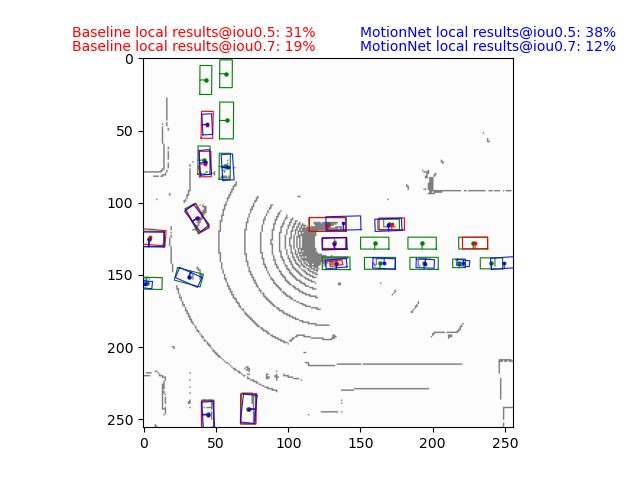 Baseline local results@iou0.5: 31%
MotionNet local results@iou0.5: 38%
Baseline local results@iou0.7: 19%
MotionNet local results@iou0.7: 12%
0
50
100
150
200
250
0 50 100 150 200 250